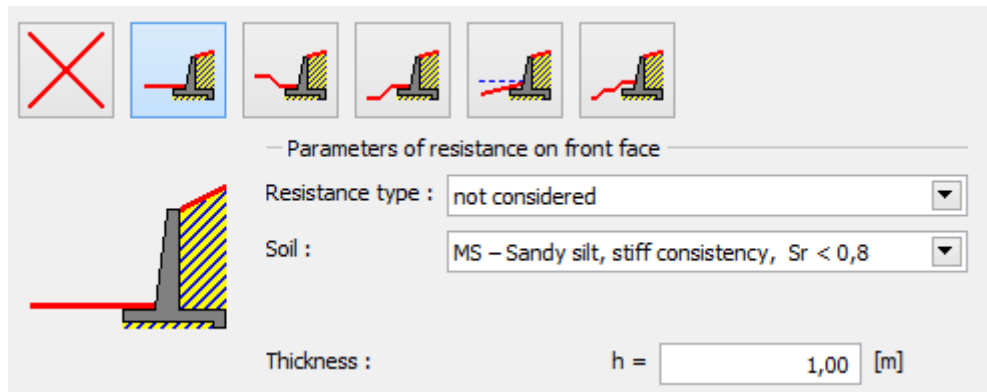 Parameters of resistance on front face
Resistance type : not considered
Soil : MS – Sandy silt, stiff consistency, Sr < 0,8
Thickness : h = 1,00 [m]